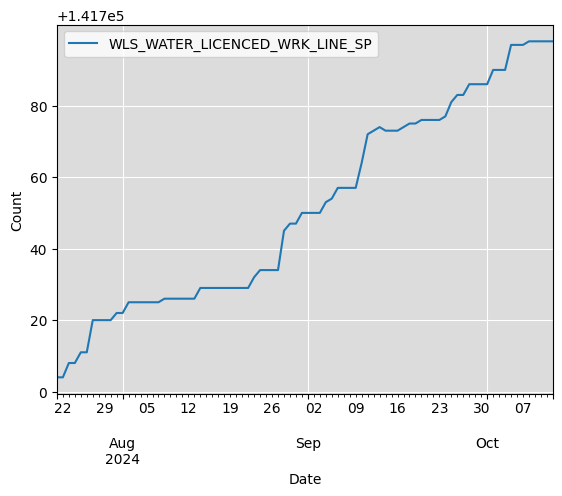 +1.417e5
WLS_WATER_LICENCED_WRK_LINE_SP
80
60
40
20
0
Count
22 29 05 12 19 26 02 09 16 23 30 07
Aug Sep Oct
2024
Date